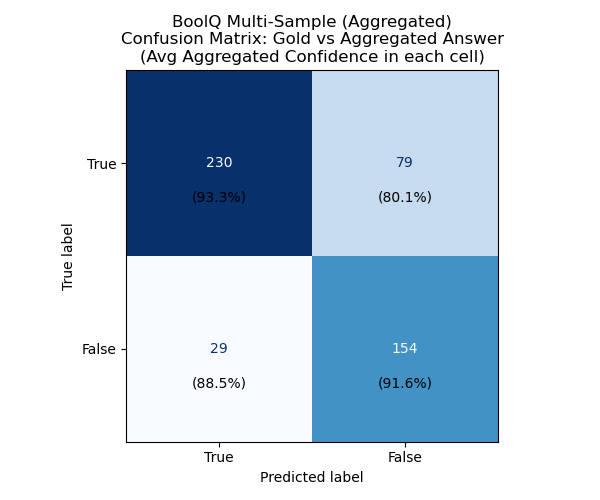 BoolQ Multi-Sample (Aggregated)
Confusion Matrix: Gold vs Aggregated Answer
(Avg Aggregated Confidence in each cell)
True label
True
230
79
(93.3%)
(80.1%)
False
29
154
(88.5%)
(91.6%)
True
False
Predicted label